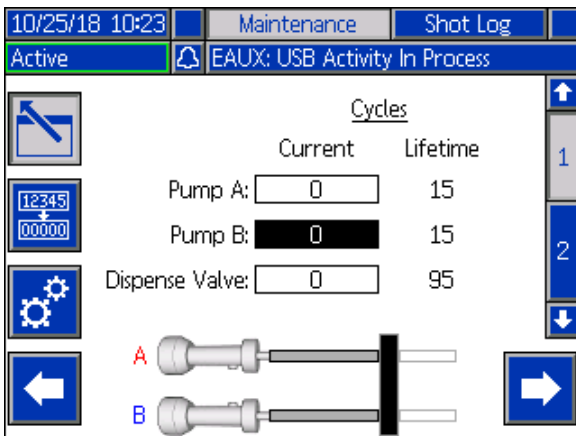 10/25/18 10:23 Maintenance Shot Log
Active EAUX: USB Activity In Process
Cycles
Current Lifetime
1
12345
00000
Pump A: 0 15
Pump B: 0 15
2
Dispense Valve: 0 95
A
B